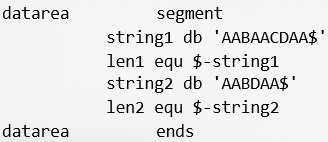 datarea segment
string1 db 'AABAACDAA$'
len1 equ $-string1
string2 db 'AABDAA$'
len2 equ $-string2
datarea ends